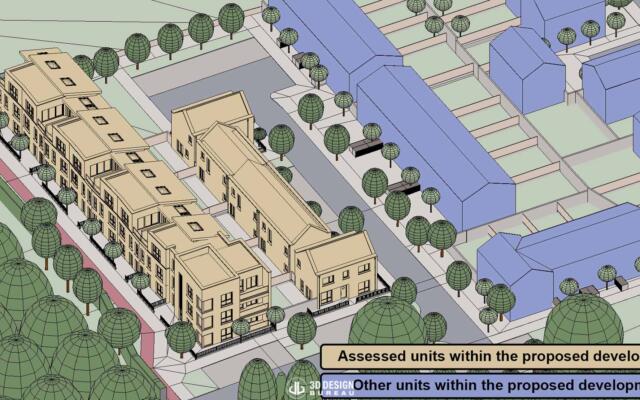 Assessed units within the proposed develo
Other units within the proposed developm
3D DESIGN
BUREAU